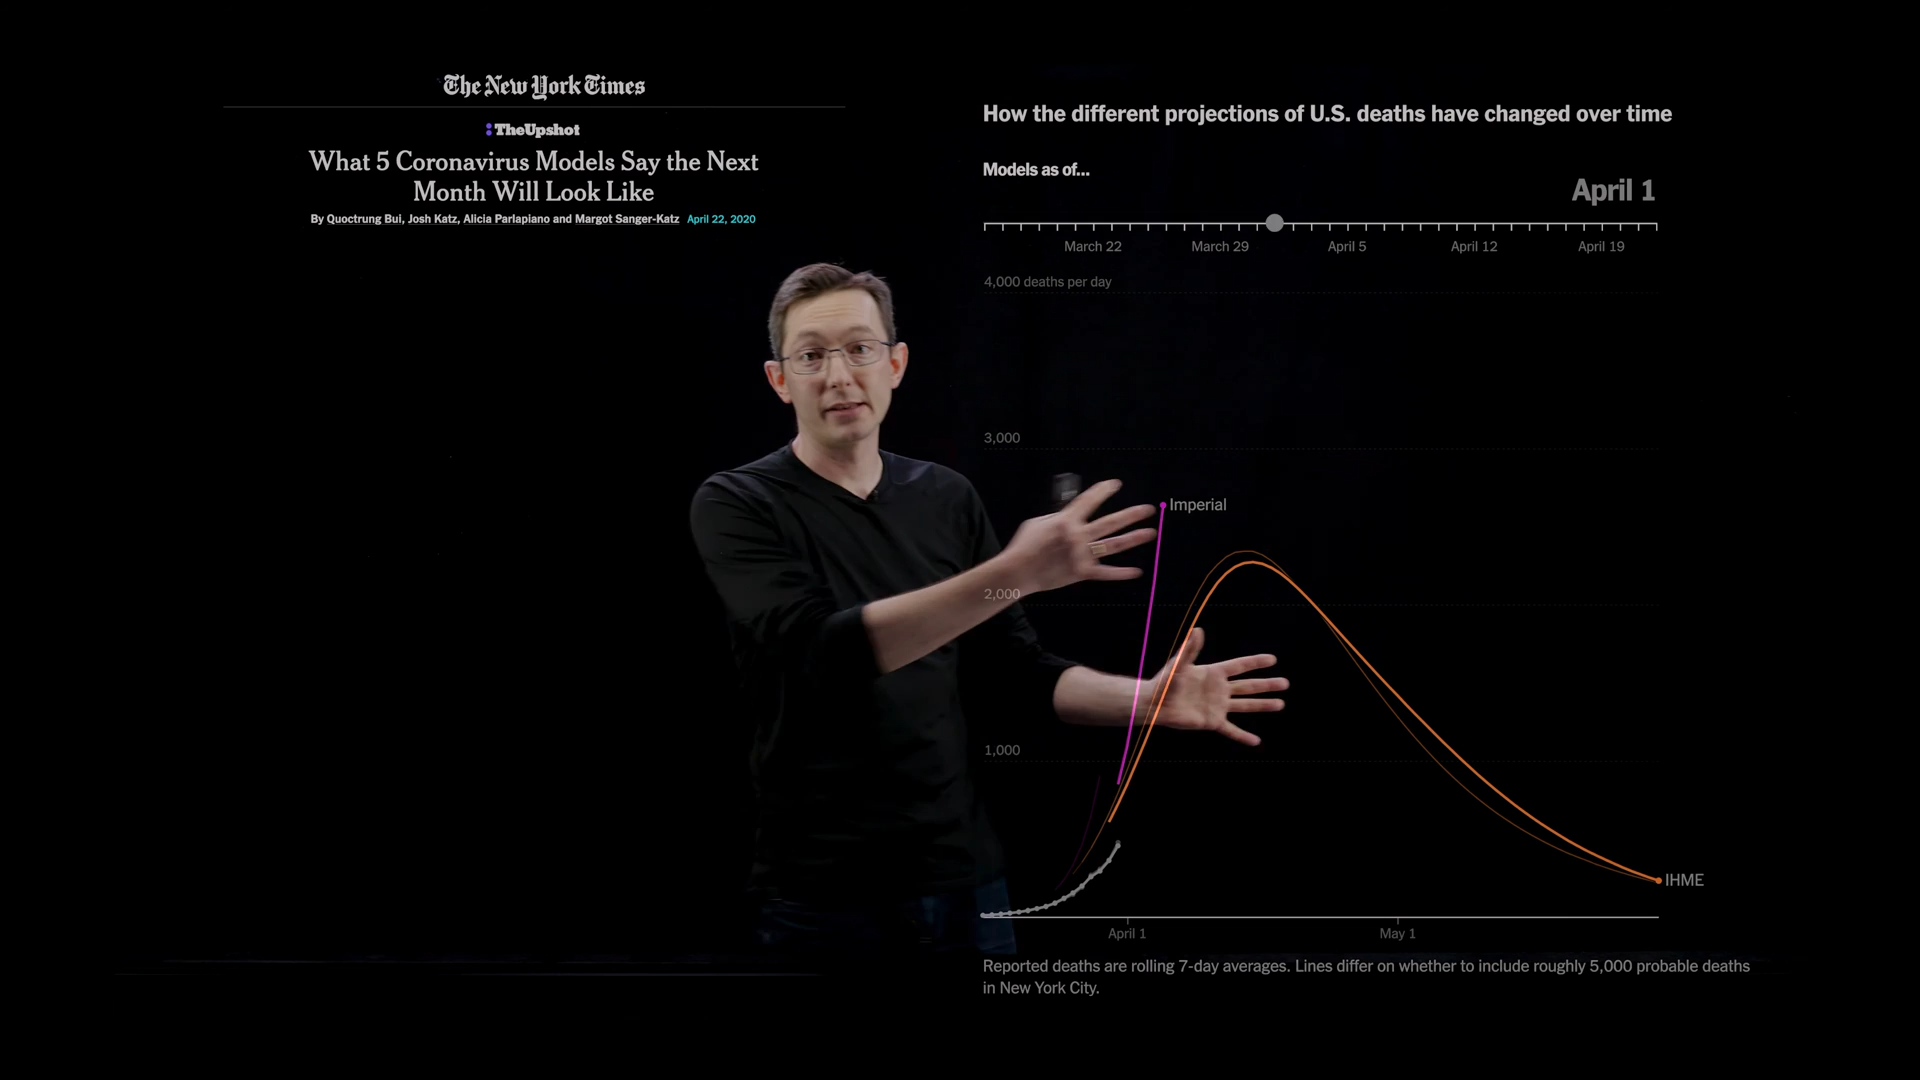 The New York Times
TheUpshot
What 5 Coronavirus Models Say the Next
Month Will Look Like
By Quoctrung Bui, Josh Katz, Alicia Parlapiano and Margot Sanger-Katz April 22, 2020
How the different projections of U.S. deaths have changed over time
Models as of...
April 1
March 22 March 29 April 5 April 12 April 19
4,000 deaths per day
3,000
Imperial
2,000
1,000
IHME
April 1 May 1
Reported deaths are rolling 7-day averages. Lines differ on whether to include roughly 5,000 probable deaths
in New York City.